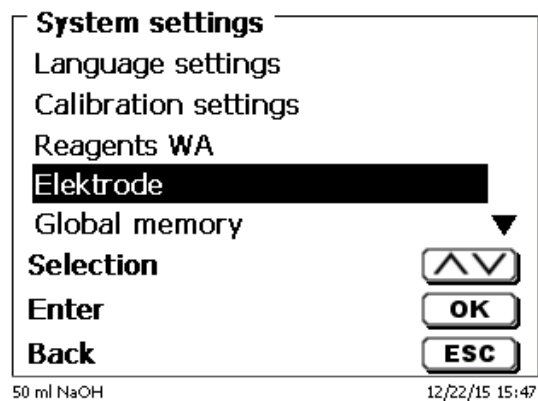 System settings
Language settings
Calibration settings
Reagents WA
Elektrode
Global memory
Selection
Enter OK
Back ESC
50 ml NaOH 12/22/15 15:47